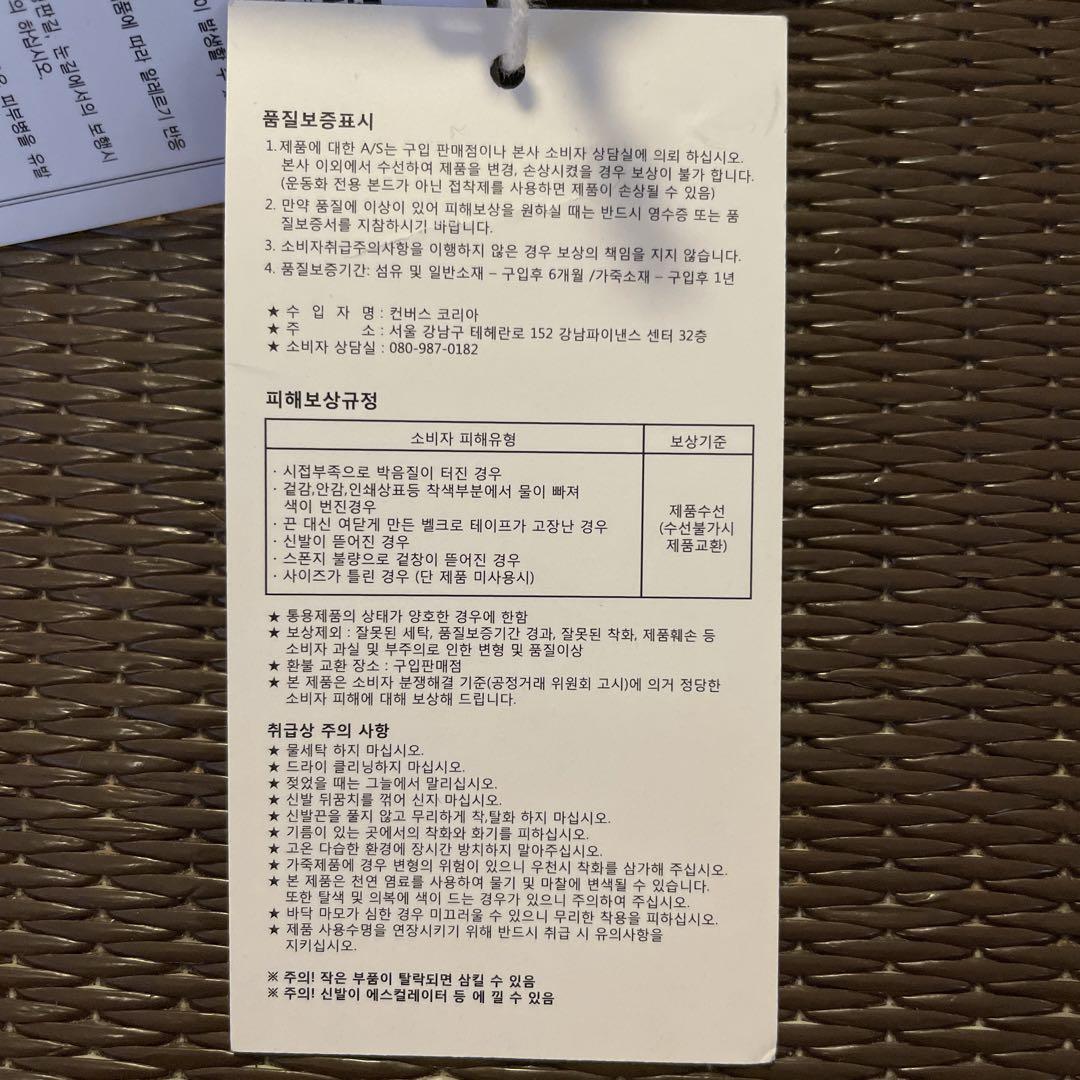 품질보증표시
1. 제품에 대한 A/S는 구입 판매점이나 본사 소비자 상담실에 의뢰 하십시오.
본사 이외에서 수선하여 제품을 변경, 손상시켰을 경우 보상이 불가 합니다.
(운동화 전용 본드가 아닌 접착제를 사용하면 제품이 손상될 수 있음)
2. 만약 품질에 이상이 있어 피해보상을 원하실 때는 반드시 영수증 또는 품
질보증서를 지참하시기 바랍니다.
3. 소비자취급주의사항을 이행하지 않은 경우 보상의 책임을 지지 않습니다.
4. 품질보증기간: 섬유 및 일반소재 – 구입후 6개월 /가죽소재 – 구입후 1년
★ 수 입 자 명 : 컨버스 코리아
★ 주 소 : 서울 강남구 테헤란로 152 강남파이낸스 센터 32층
★ 소비자 상담실 : 080-987-0182
피해보상규정
소비자 피해유형 보상기준
· 시접부족으로 박음질이 터진 경우
· 겉감,안감,인쇄상표등 착색부분에서 물이 빠져
색이 번진경우
· 끈 대신 여닫게 만든 벨크로 테이프가 고장난 경우
· 신발이 뜯어진 경우
· 스폰지 불량으로 겉창이 뜯어진 경우
· 사이즈가 틀린 경우 (단 제품 미사용시)
제품수선
(수선불가시
제품교환)
★ 통용제품의 상태가 양호한 경우에 한함
★ 보상제외 : 잘못된 세탁, 품질보증기간 경과, 잘못된 착화, 제품훼손 등
소비자 과실 및 부주의로 인한 변형 및 품질이상
★ 환불 교환 장소 : 구입판매점
★ 본 제품은 소비자 분쟁해결 기준(공정거래 위원회 고시)에 의거 정당한
소비자 피해에 대해 보상해 드립니다.
취급상 주의 사항
★ 물세탁 하지 마십시오.
★ 드라이 클리닝하지 마십시오.
★ 젖었을 때는 그늘에서 말리십시오.
★ 신발 뒤꿈치를 꺾어 신지 마십시오.
★ 신발끈을 풀지 않고 무리하게 착,탈화 하지 마십시오.
★ 기름이 있는 곳에서의 착화와 화기를 피하십시오.
★ 고온 다습한 환경에 장시간 방치하지 말아주십시오.
★ 가죽제품에 경우 변형의 위험이 있으니 우천시 착화를 삼가해 주십시오.
★ 본 제품은 천연 염료를 사용하여 물기 및 마찰에 변색될 수 있습니다.
또한 탈색 및 의복에 색이 드는 경우가 있으니 주의하여 주십시오.
★ 바닥 마모가 심한 경우 미끄러울 수 있으니 무리한 착용을 피하십시오.
★ 제품 사용수명을 연장시키기 위해 반드시 취급 시 유의사항을
지키십시오.
※ 주의! 작은 부품이 탈락되면 삼킬 수 있음
※ 주의! 신발이 에스컬레이터 등 에 낄 수 있음
이 발생할 수
품에 따라 알레르기 반응
빙판길, 눈길에서의 보행시
의 하십시오.
피부병을 유발